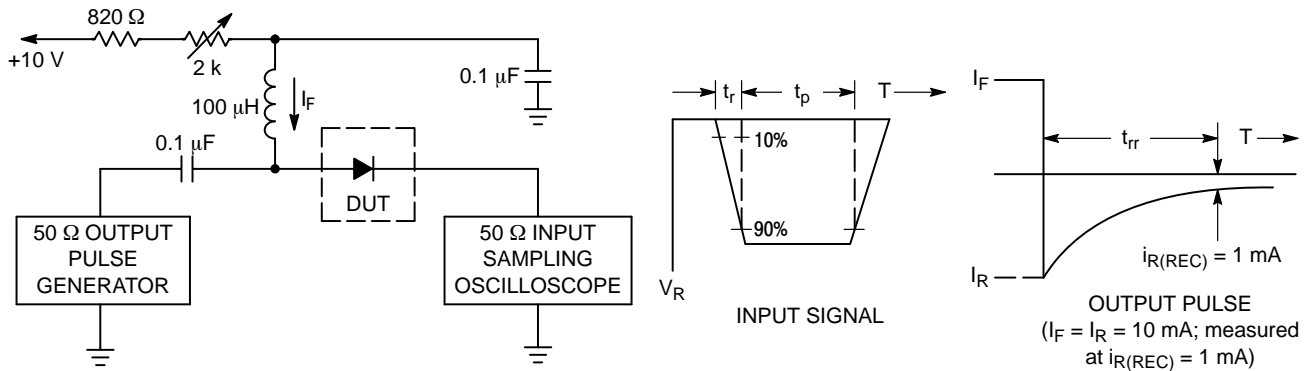 820 Ω
+10 V
2 k
100 μH
I_F
0.1 μF
0.1 μF
DUT
50 Ω OUTPUT
PULSE
GENERATOR
50 Ω INPUT
SAMPLING
OSCILLOSCOPE
t_r
t_p
T
10%
90%
V_R
INPUT SIGNAL
I_F
t_rr
T
i_R(REC) = 1 mA
I_R
OUTPUT PULSE
(I_F = I_R = 10 mA; measured
at i_R(REC) = 1 mA)